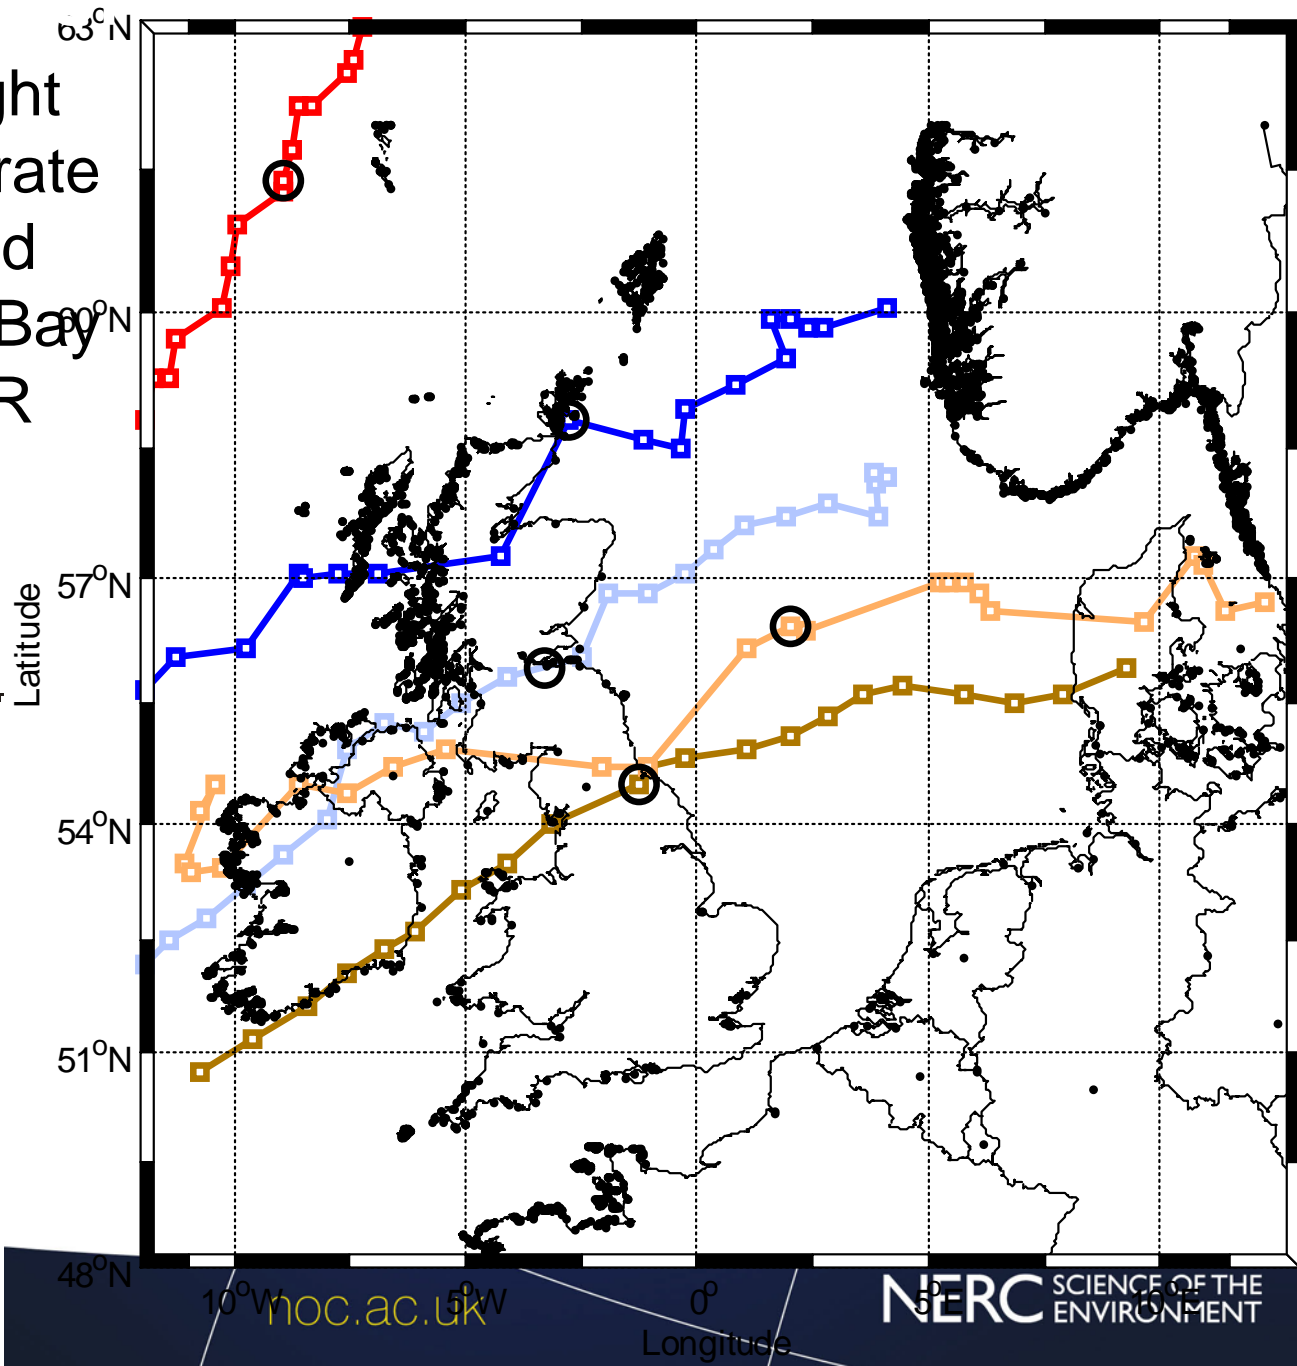 63°N
ght
rate
d
Bay
R
60°N
57°N
54°N
51°N
48°N
Latitude
10°W
5°W
0°
5°E
10°E
Longitude
noc.ac.uk
NERC
SCIENCE OF THE
ENVIRONMENT